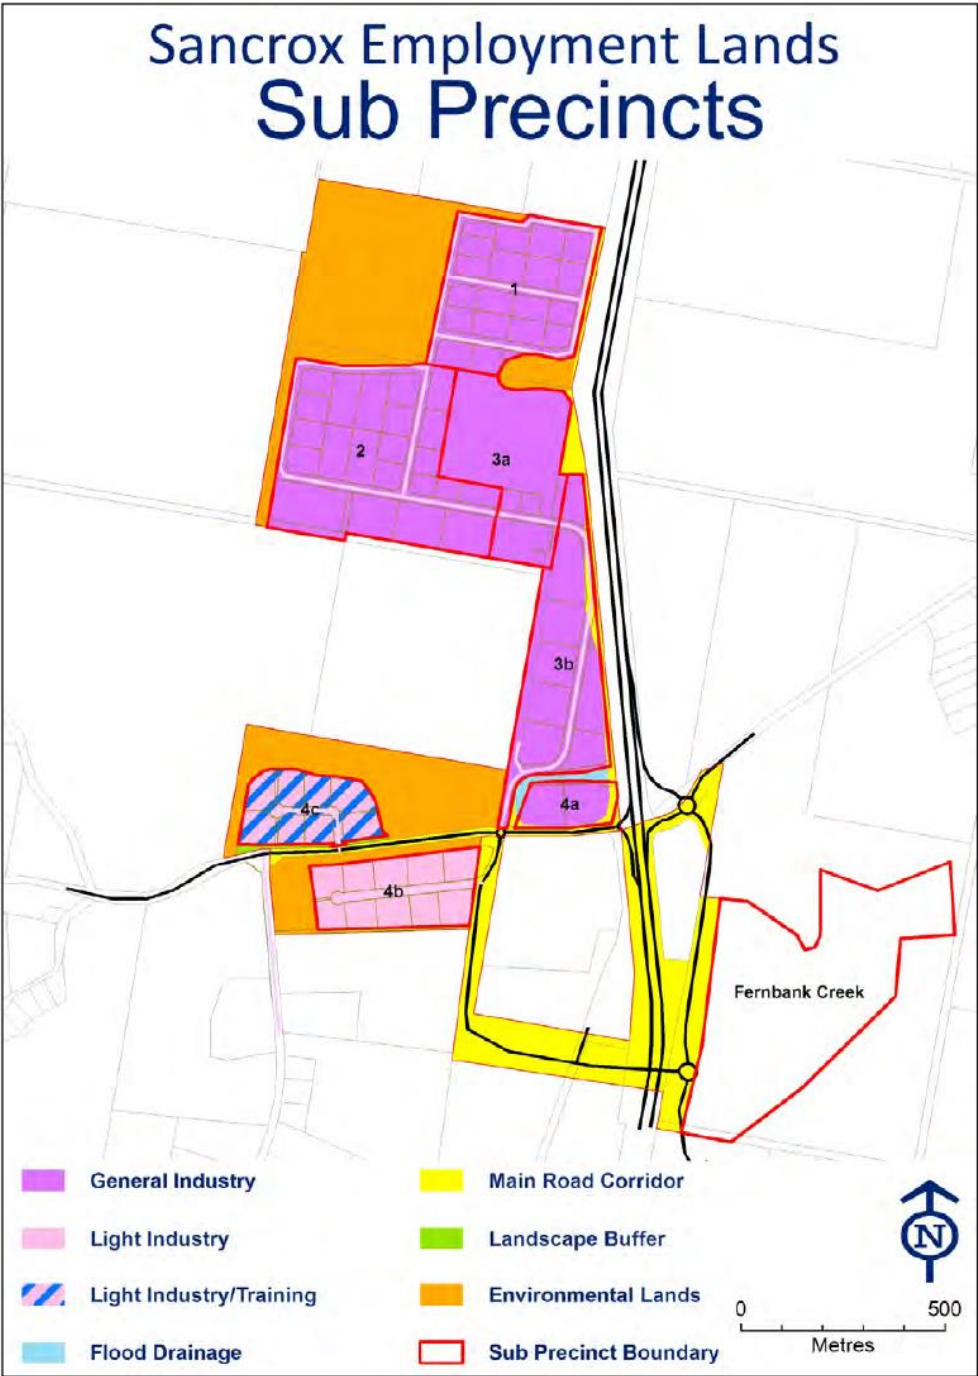 Sancrox Employment Lands
Sub Precincts
1
2
3a
3b
4a
4c
4b
Fernbank Creek
General Industry
Light Industry
Light Industry/Training
Flood Drainage
Main Road Corridor
Landscape Buffer
Environmental Lands
Sub Precinct Boundary
N
0 500
Metres